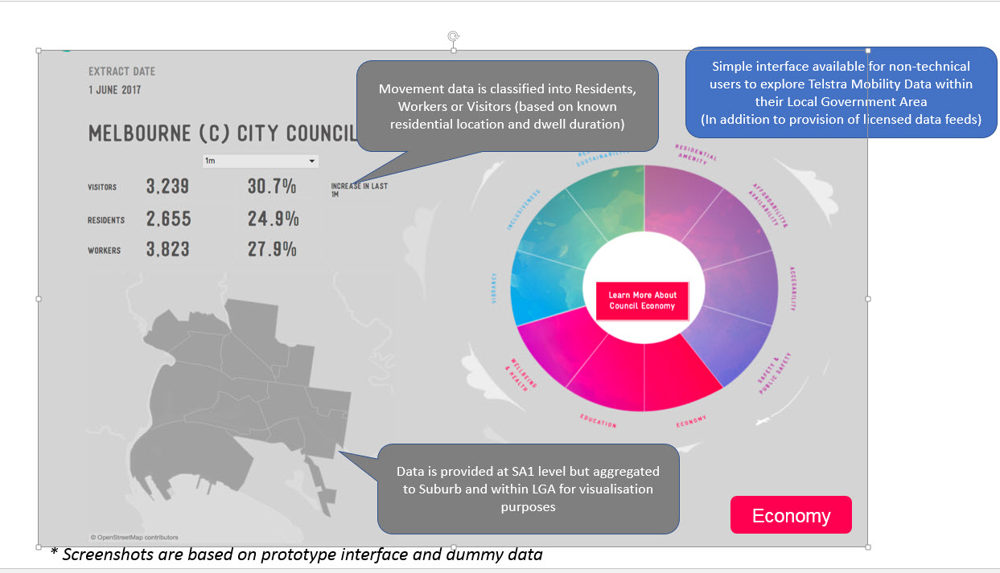 EXTRACT DATE
1 JUNE 2017
MELBOURNE (C) CITY COUNCIL
1m
VISITORS 3,239 30.7% INCREASE IN LAST
1M
RESIDENTS 2,655 24.9%
WORKERS 3,823 27.9%
© OpenStreetMap contributors
Movement data is classified into Residents,
Workers or Visitors (based on known
residential location and dwell duration)
Simple interface available for non-technical
users to explore Telstra Mobility Data within
their Local Government Area
(In addition to provision of licensed data feeds)
SUSTAINABILITY
RESIDENTIAL
AMENITY
AFFORDABILITY &
AVAILABILITY
ACCESABILITY
SAFETY &
PUBLIC SAFETY
ECONOMY
EDUCATION
WELLBEING
& HEALTH
VIBRANCY
INCLUSIVENESS
Learn More About
Council Economy
Data is provided at SA1 level but aggregated
to Suburb and within LGA for visualisation
purposes
Economy
* Screenshots are based on prototype interface and dummy data